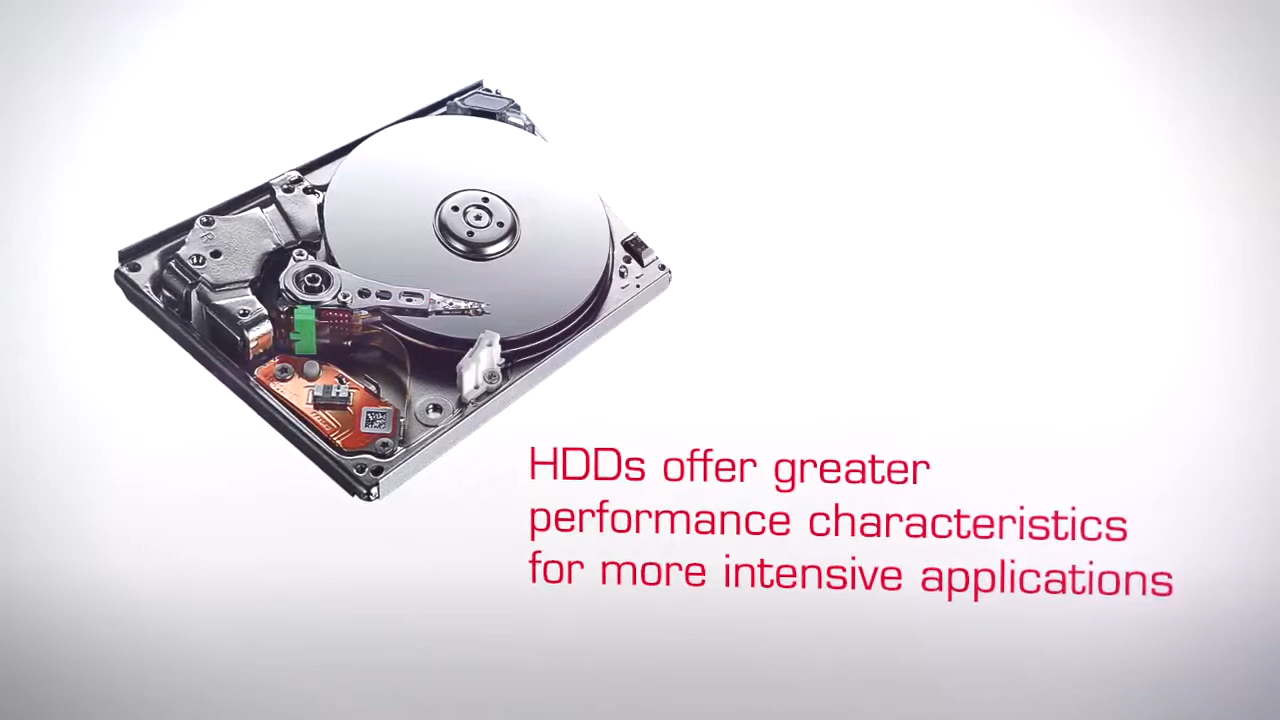 HDDs offer greater
performance characteristics
for more intensive applications